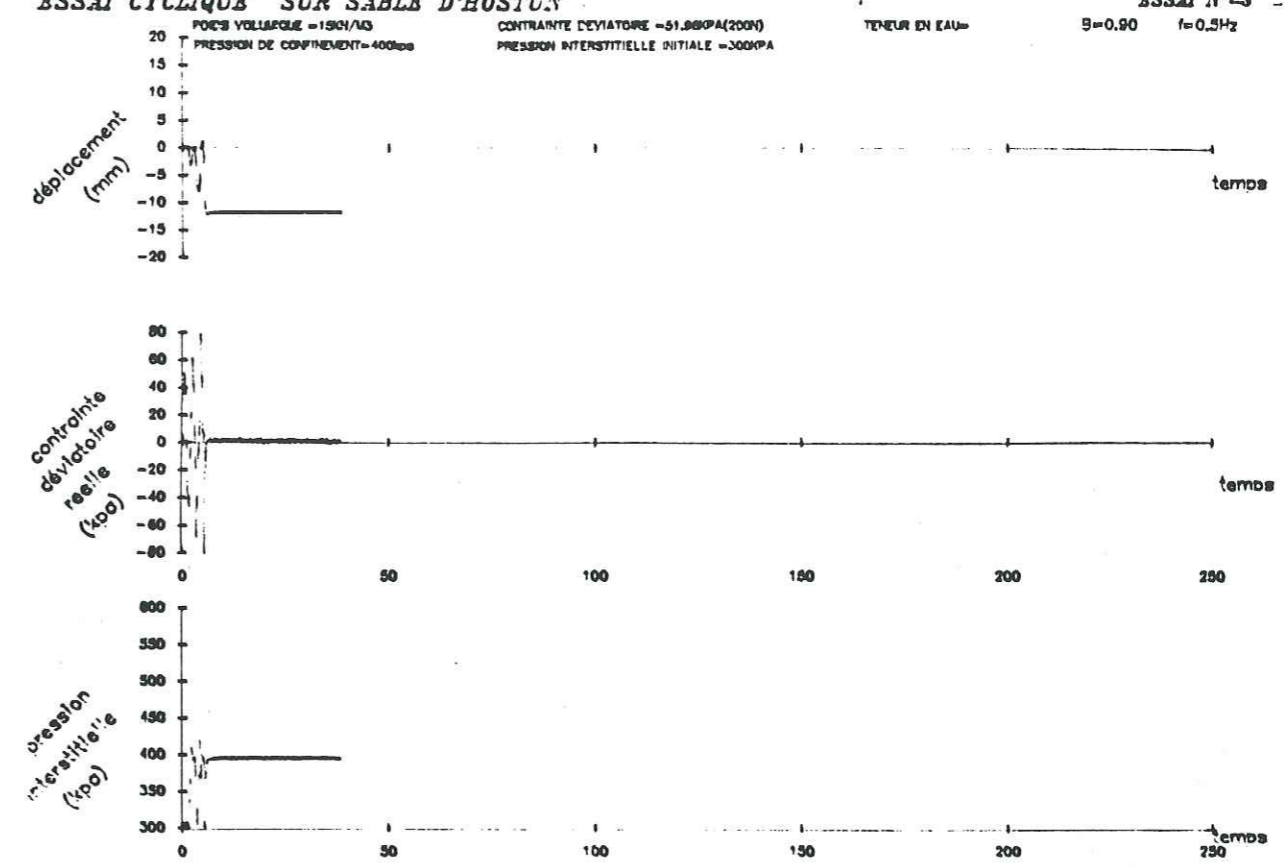 ESSAI CYCLIQUE SUR SABLE D'HOSTUN
ESSAI N°
POIDS VOLUMIQUE =15KN/M3 CONTRAINTE DEVIATOIRE =51.96KPA(200N) TENEUR EN EAU= B=0.90 f=0.5Hz
PRESSION DE CONFINEMENT=400kpa PRESSION INTERSTITIELLE INITIALE =300KPA
20
15
10
5
0
-5
-10
-15
-20
déplacement
(mm)
temps
80
60
40
20
0
-20
-40
-60
-80
contrainte
déviatoire
réelle
(kpa)
temps
0 50 100 150 200 250
600
550
500
450
400
350
300
pression
interstitielle
(kpa)
temps
0 50 100 150 200 250